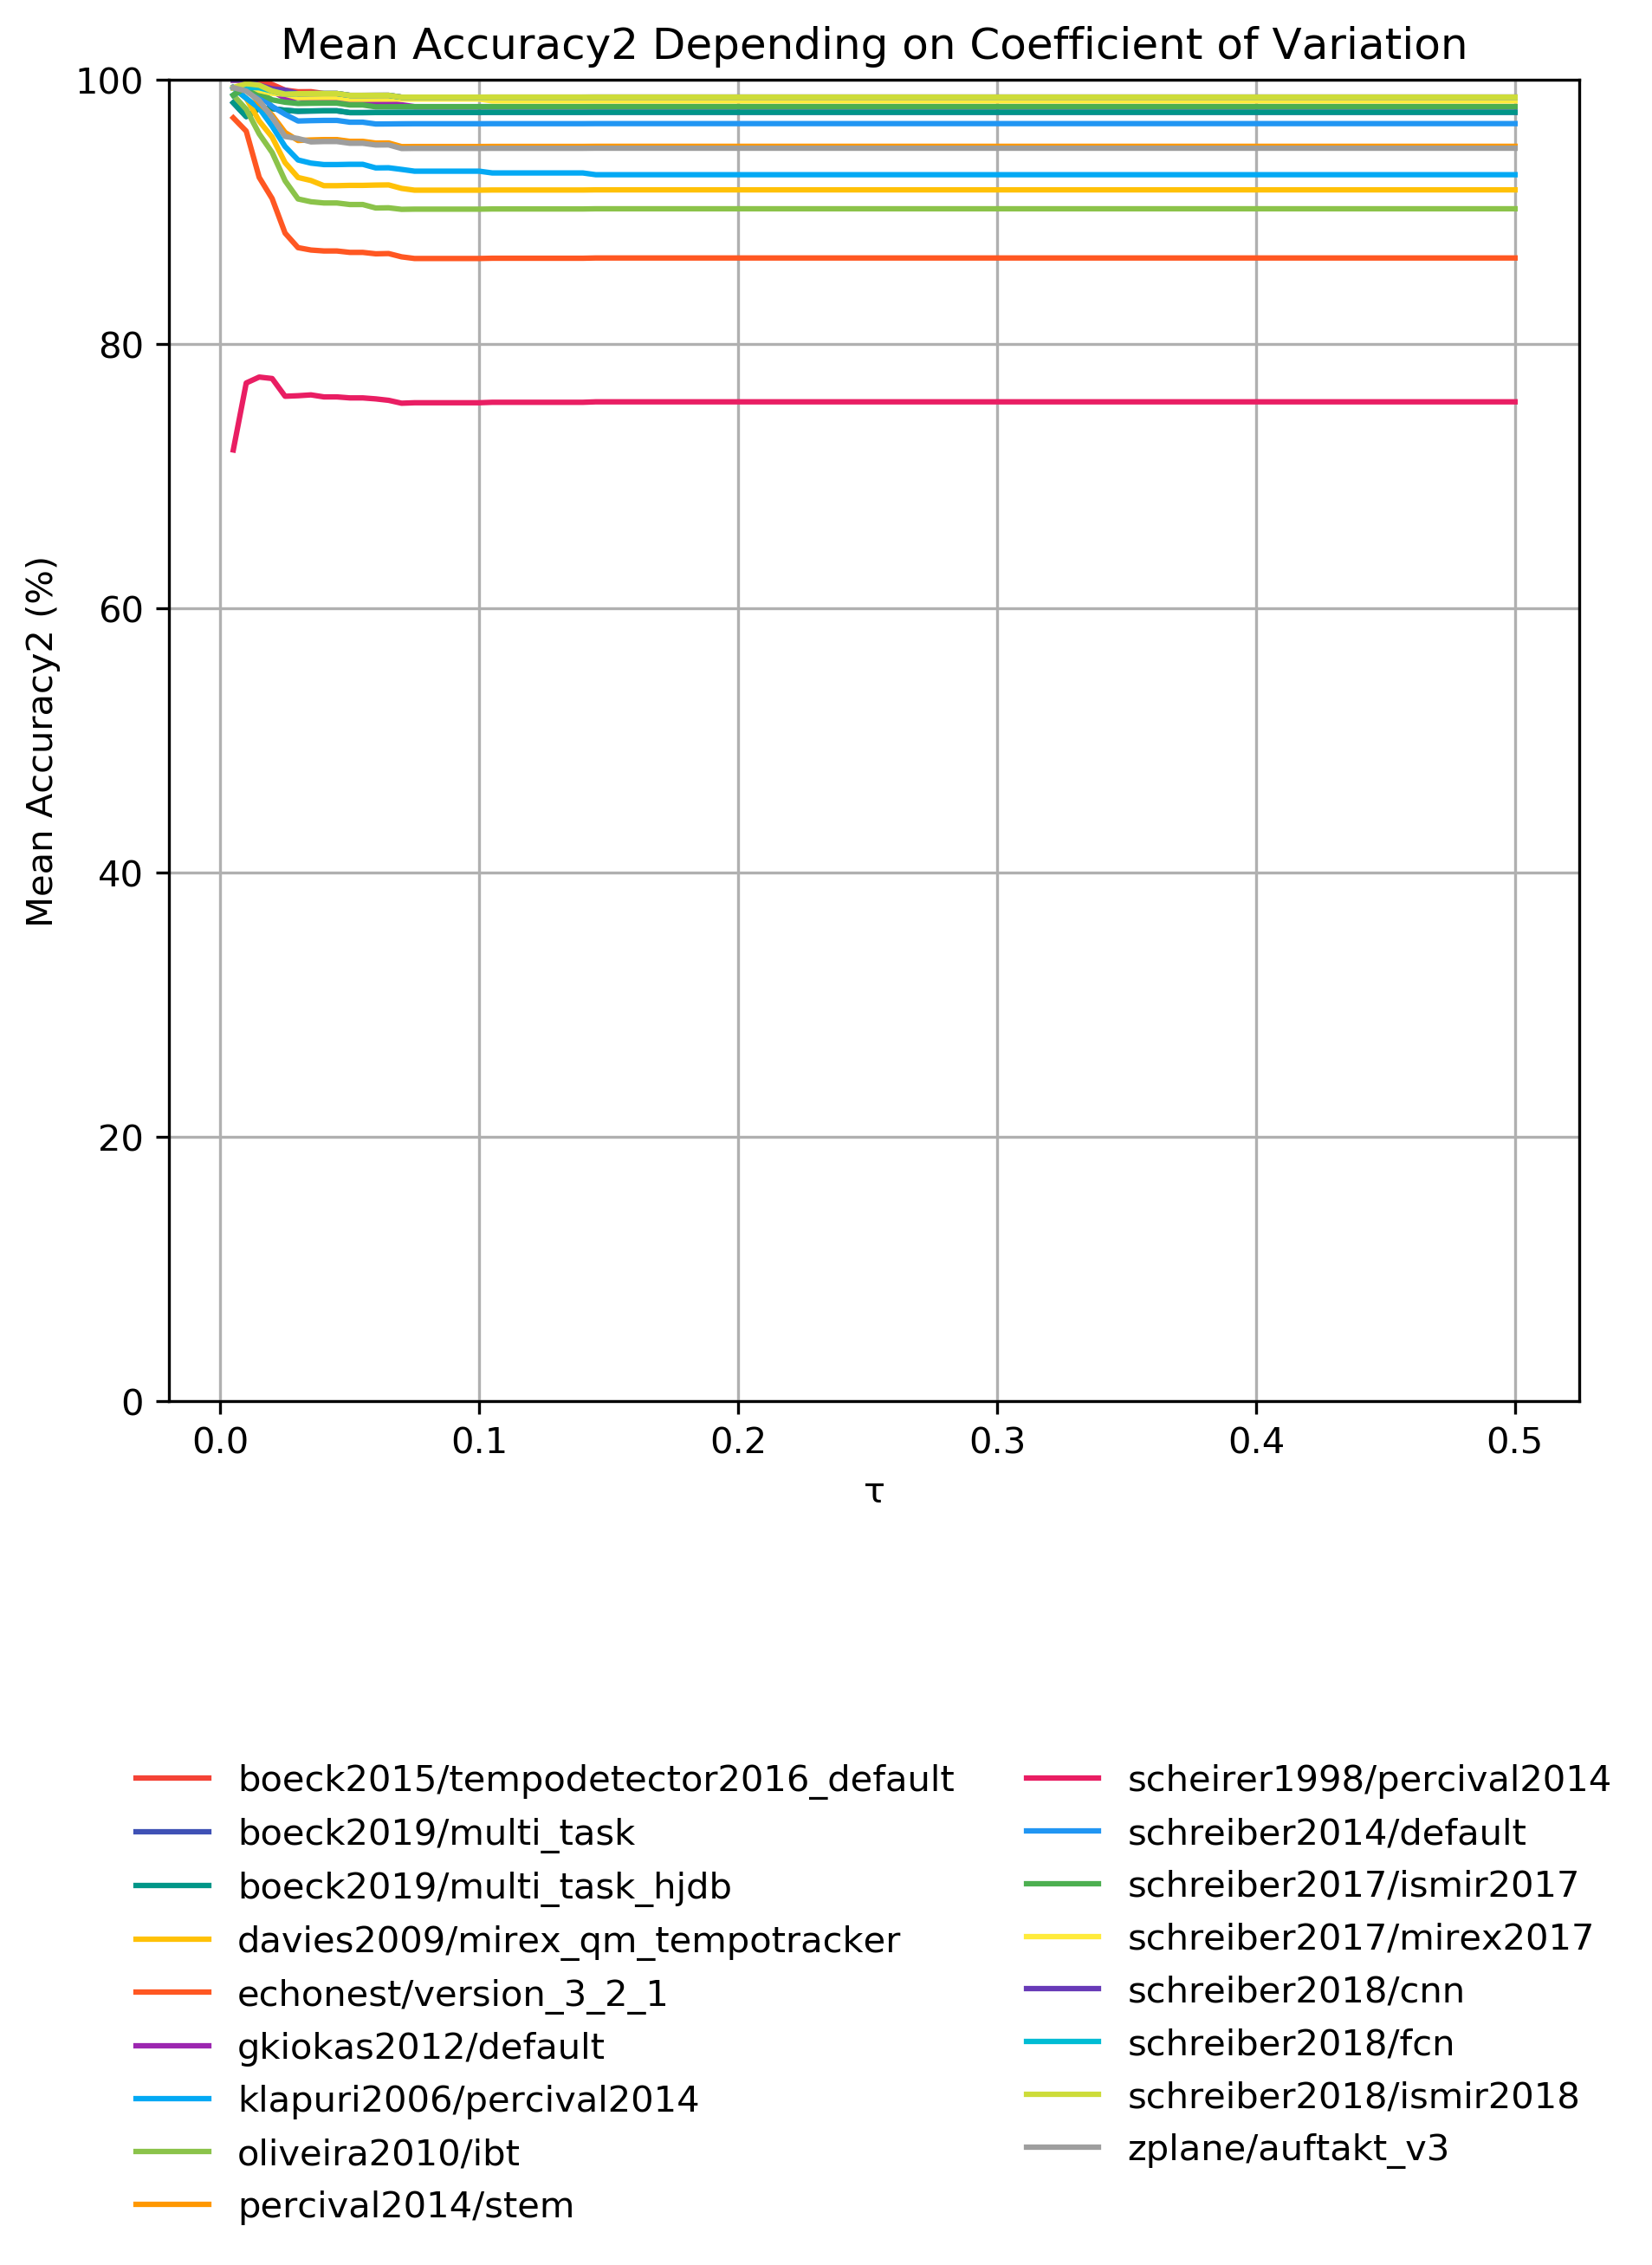 Mean Accuracy2 Depending on Coefficient of Variation
100
80
60
40
20
0
Mean Accuracy2 (%)
0.0 0.1 0.2 0.3 0.4 0.5
τ
boeck2015/tempodetector2016_default
boeck2019/multi_task
boeck2019/multi_task_hjdb
davies2009/mirex_qm_tempotracker
echonest/version_3_2_1
gkiokas2012/default
klapuri2006/percival2014
oliveira2010/ibt
percival2014/stem
scheirer1998/percival2014
schreiber2014/default
schreiber2017/ismir2017
schreiber2017/mirex2017
schreiber2018/cnn
schreiber2018/fcn
schreiber2018/ismir2018
zplane/auftakt_v3